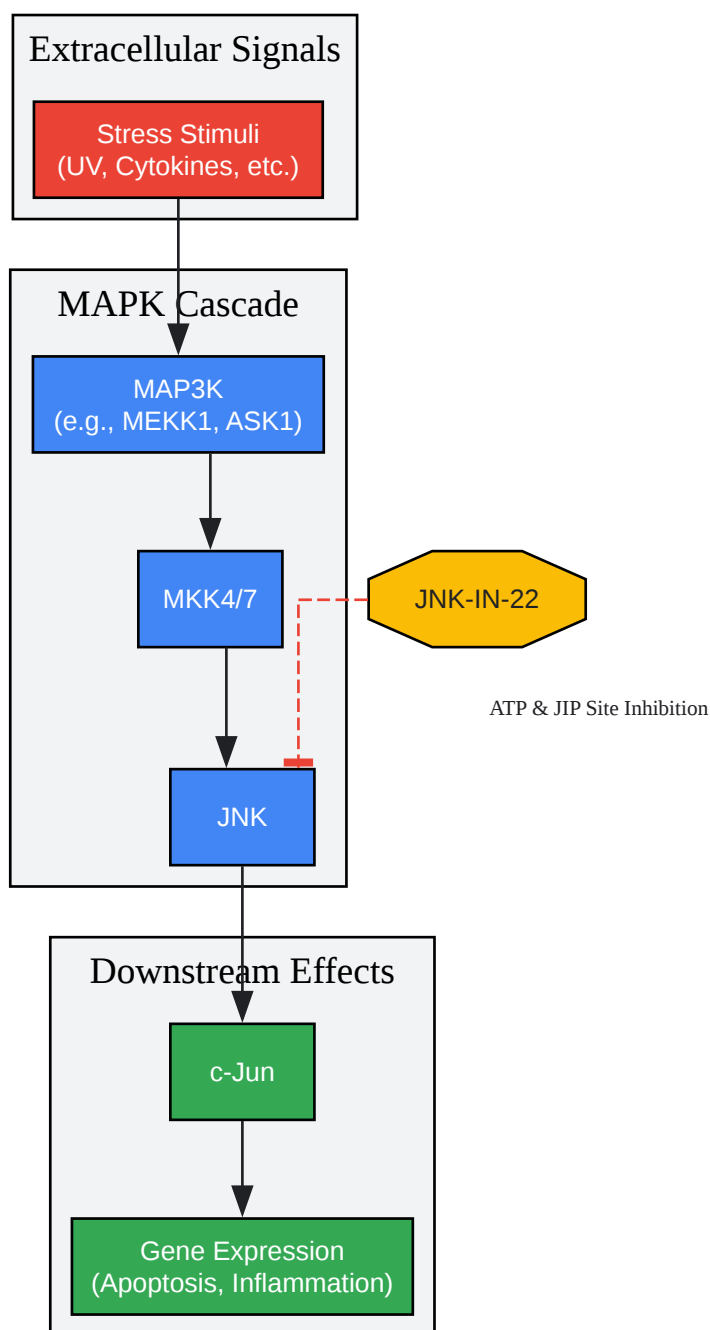 Extracellular Signals
Stress Stimuli
(UV, Cytokines, etc.)
MAPK Cascade
MAP3K
(e.g., MEKK1, ASK1)
MKK4/7
JNK-IN-22
ATP & JIP Site Inhibition
JNK
Downstream Effects
c-Jun
Gene Expression
(Apoptosis, Inflammation)